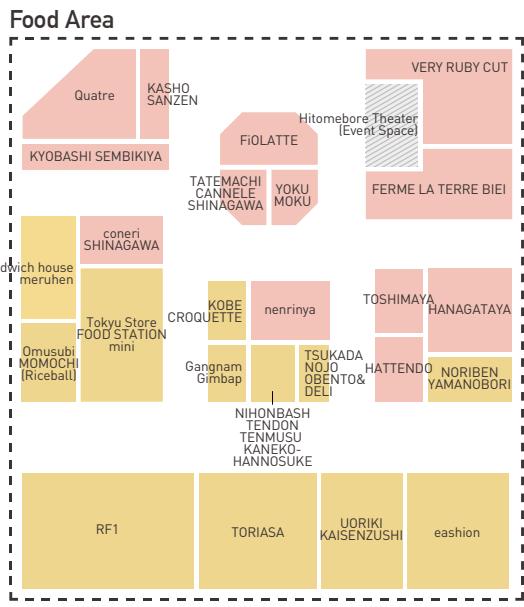 Food Area
Quatre
KASHO
SANZEN
KYOBASHI SEMBIKIYA
FiOLATTE
TATEMACHI
CANNELE
SHINAGAWA
YOKU
MOKU
VERY RUBY CUT
Hitomebore Theater
(Event Space)
FERME LA TERRE BIEI
dwich house
meruhen
coneri
SHINAGAWA
Omusubi
MOMOCHI
(Riceball)
Tokyu Store
FOOD STATION
mini
KOBE
CROQUETTE
nenrinya
Gangnam
Gimbap
TSUKADA
NOJO
OBENTO&
DELI
NIHONBASH
TENDON
TENMUSU
KANEKO-
HANNOSUKE
TOSHIMAYA
HANAGATAYA
HATTENDO
NORIBEN
YAMANOBORI
RF1
TORIASA
UORIKI
KAISENZUSHI
eashion